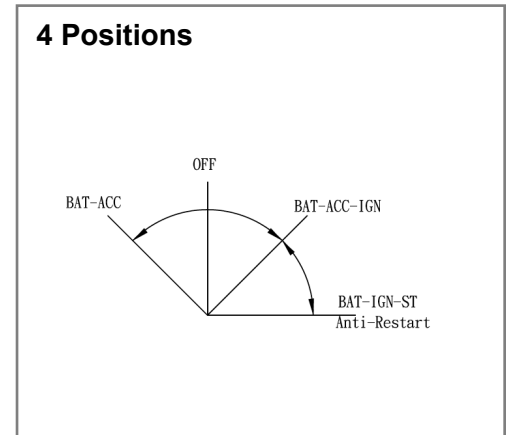 4 Positions
OFF
BAT-ACC
BAT-ACC-IGN
BAT-IGN-ST
Anti-Restart